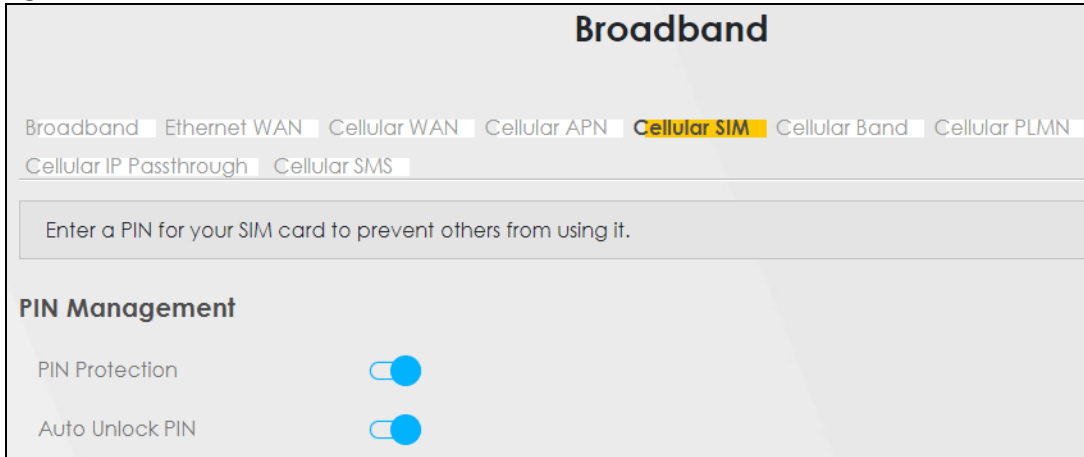 Broadband
Broadband Ethernet WAN Cellular WAN Cellular APN Cellular SIM Cellular Band Cellular PLMN
Cellular IP Passthrough Cellular SMS
Enter a PIN for your SIM card to prevent others from using it.
PIN Management
PIN Protection
Auto Unlock PIN